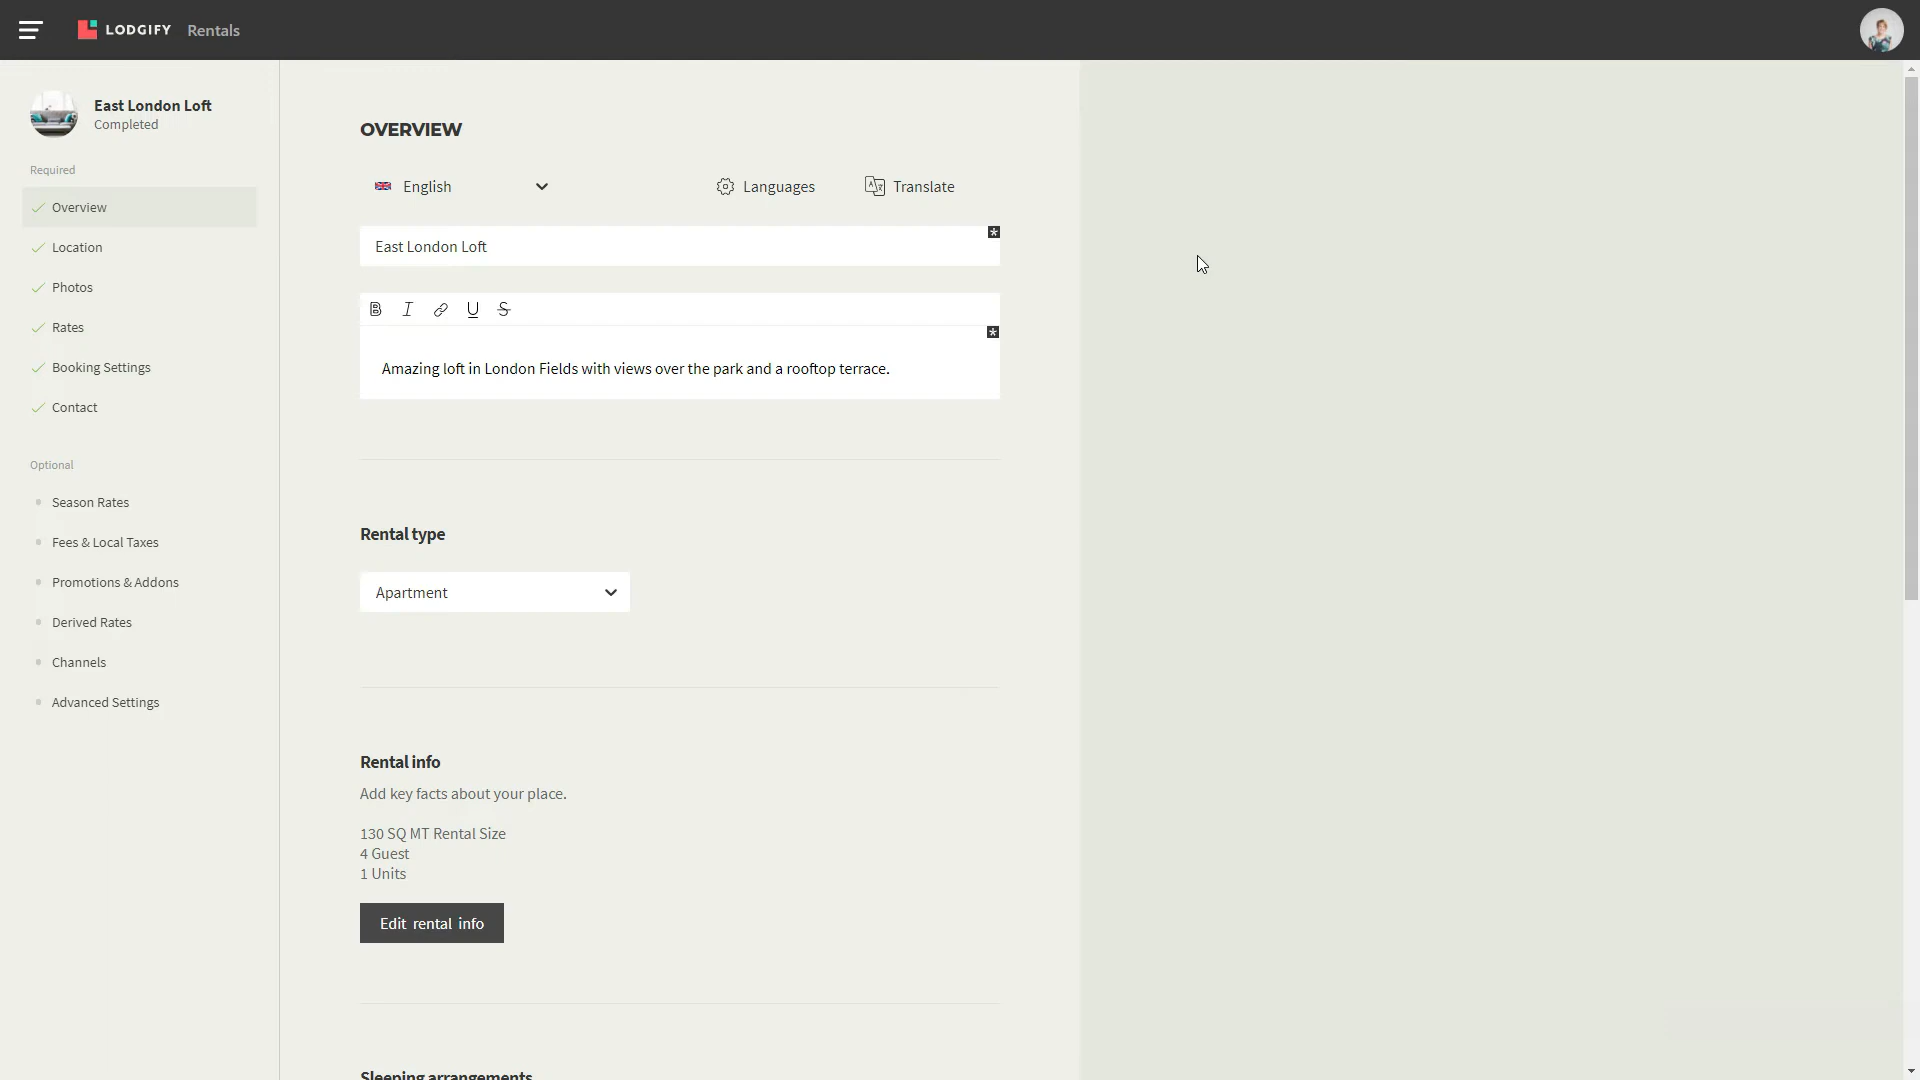 LODGIFY Rentals
East London Loft
Completed
Required
Overview
Location
Photos
Rates
Booking Settings
Contact
Optional
Season Rates
Fees & Local Taxes
Promotions & Addons
Derived Rates
Channels
Advanced Settings
OVERVIEW
English Languages Translate
East London Loft
B I U S
Amazing loft in London Fields with views over the park and a rooftop terrace.
Rental type
Apartment
Rental info
Add key facts about your place.
130 SQ MT Rental Size
4 Guest
1 Units
Edit rental info
Sleeping arrangements